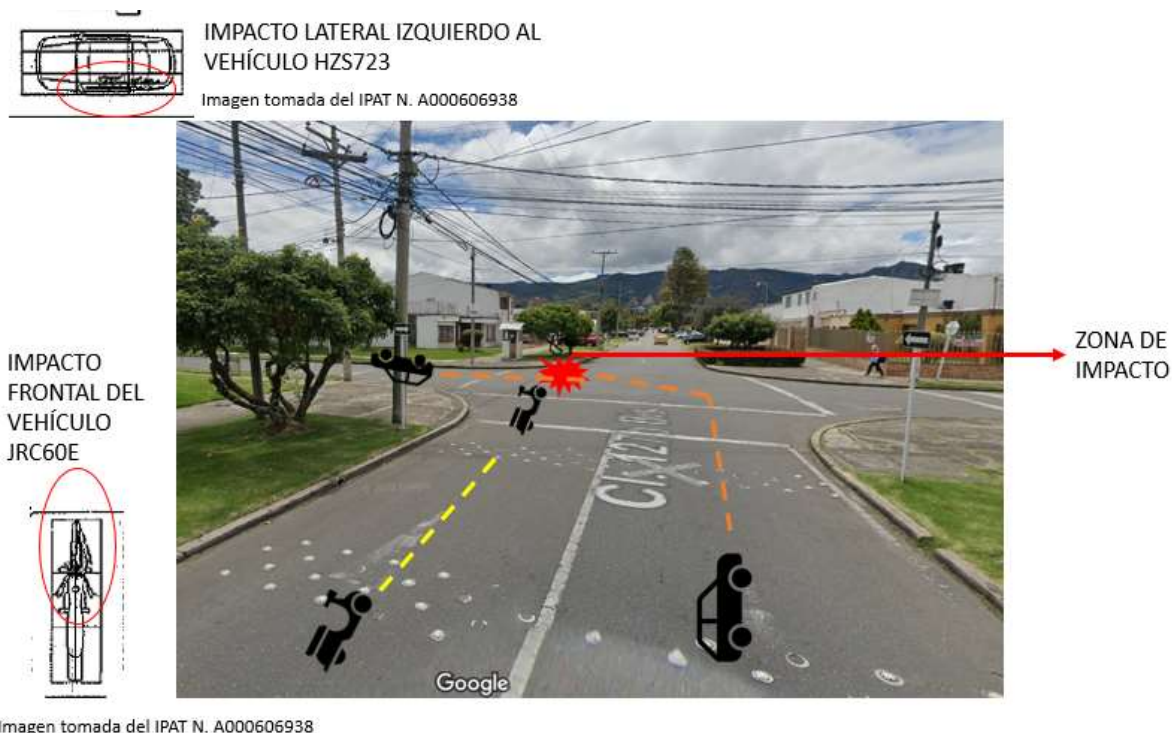 IMPACTO LATERAL IZQUIERDO AL
VEHÍCULO HZS723
Imagen tomada del IPAT N. A000606938
ZONA DE
IMPACTO
IMPACTO
FRONTAL DEL
VEHÍCULO
JRC60E
Google
Imagen tomada del IPAT N. A000606938